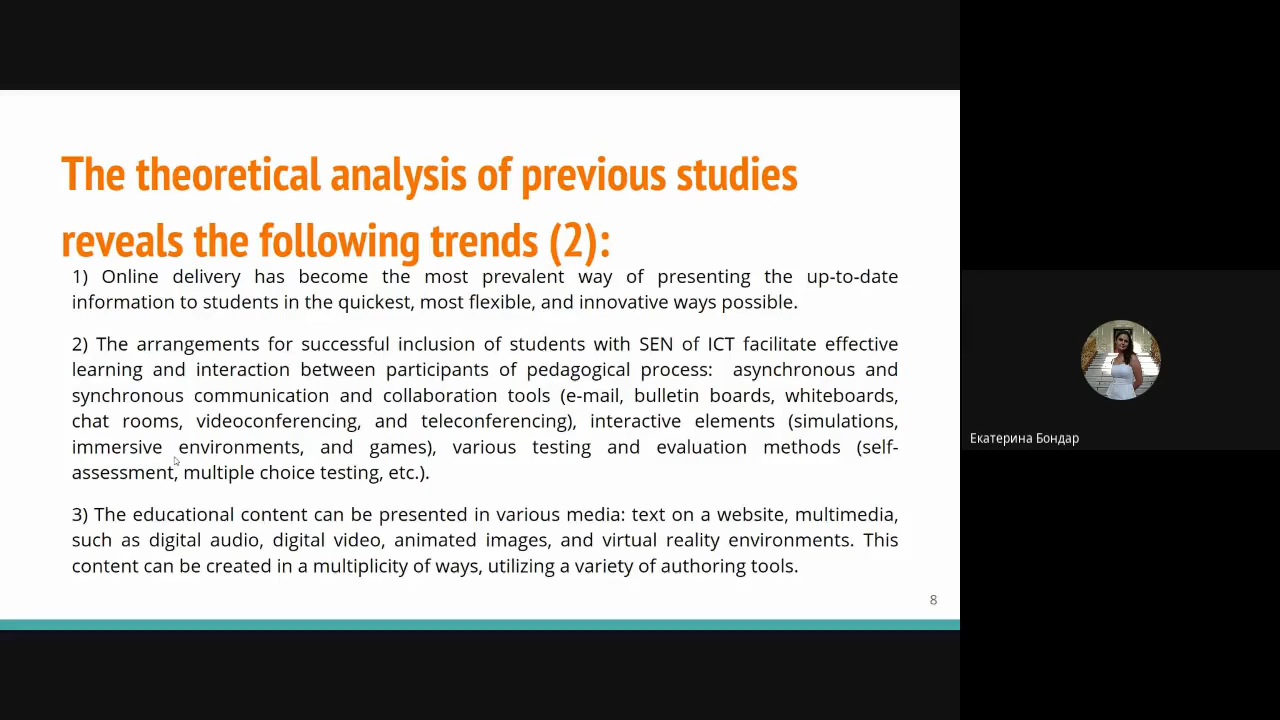 The theoretical analysis of previous studies
reveals the following trends (2):
1) Online delivery has become the most prevalent way of presenting the up-to-date
information to students in the quickest, most flexible, and innovative ways possible.
2) The arrangements for successful inclusion of students with SEN of ICT facilitate effective
learning and interaction between participants of pedagogical process: asynchronous and
synchronous communication and collaboration tools (e-mail, bulletin boards, whiteboards,
chat rooms, videoconferencing, and teleconferencing), interactive elements (simulations,
immersive environments, and games), various testing and evaluation methods (self-
assessment, multiple choice testing, etc.).
3) The educational content can be presented in various media: text on a website, multimedia,
such as digital audio, digital video, animated images, and virtual reality environments. This
content can be created in a multiplicity of ways, utilizing a variety of authoring tools.
8
Екатерина Бондар